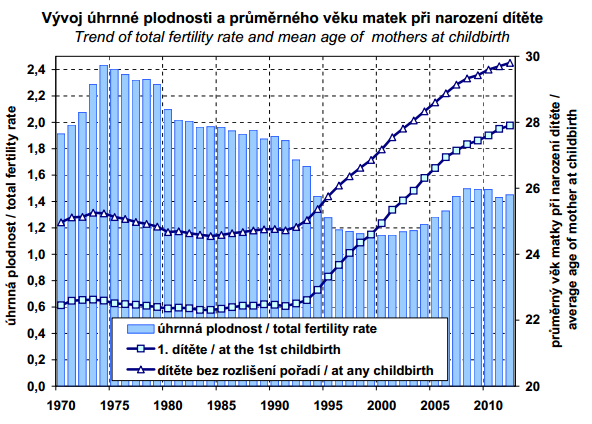 Vývoj úhrnné plodnosti a průměrného věku matek při narození dítěte
Trend of total fertility rate and mean age of mothers at childbirth
úhrnná plodnost / total fertility rate
2,4
2,2
2,0
1,8
1,6
1,4
1,2
1,0
0,8
0,6
0,4
0,2
0,0
30
28
26
24
22
20
průměrný věk matky při narození dítěte /
average age of mother at childbirth
úhrnná plodnost / total fertility rate
1. dítěte / at the 1st childbirth
dítěte bez rozlišení pořadí / at any childbirth
1970 1975 1980 1985 1990 1995 2000 2005 2010